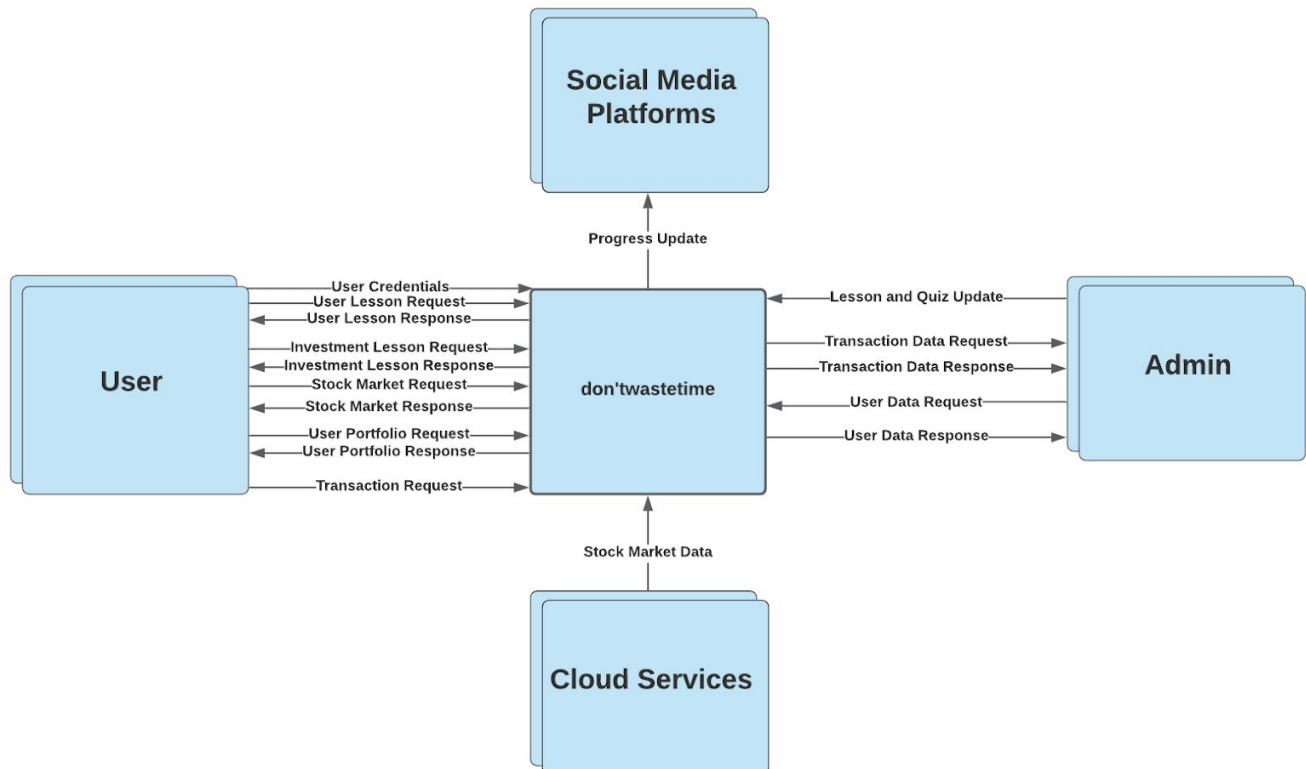 Social Media
Platforms
Progress Update
User Credentials
User Lesson Request
User Lesson Response
Investment Lesson Request
Investment Lesson Response
Stock Market Request
Stock Market Response
User Portfolio Request
User Portfolio Response
Transaction Request
User
don'twastetime
Lesson and Quiz Update
Transaction Data Request
Transaction Data Response
User Data Request
User Data Response
Admin
Stock Market Data
Cloud Services